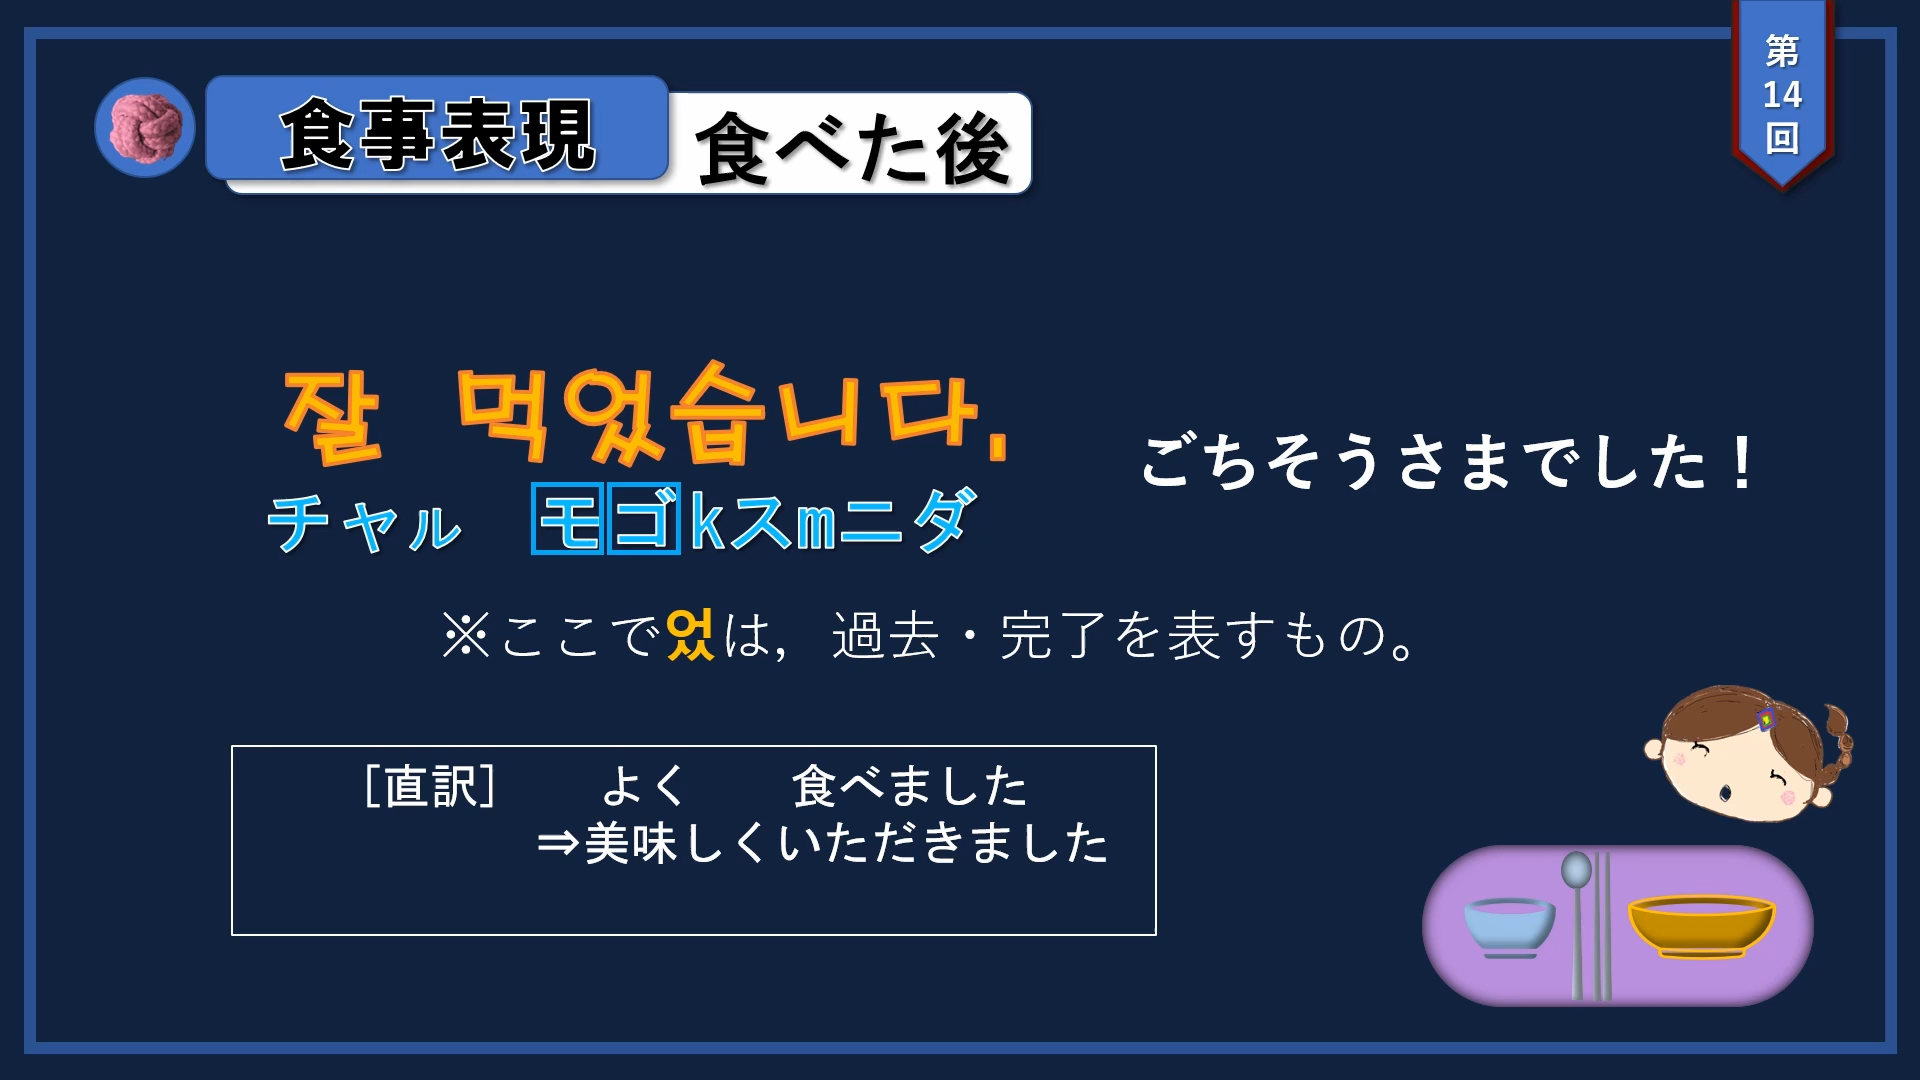 第
14
回
食事表現 食べた後
잘 먹었습니다.
チャル モゴkスmニダ
ごちそうさまでした！
※ここで었は，過去・完了を表すもの。
［直訳］ よく 食べました
⇒美味しくいただきました